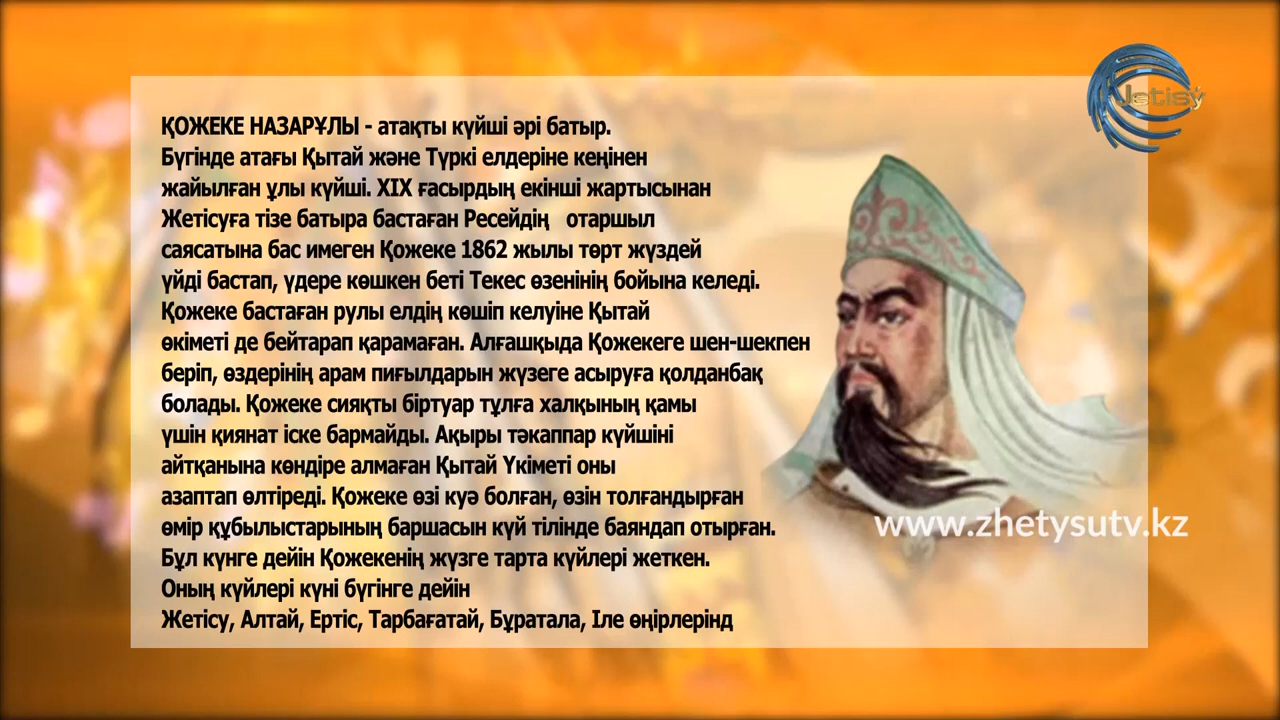 ҚОЖЕКЕ НАЗАРҰЛЫ - атақты күйші әрі батыр.
Бүгінде атағы Қытай және Түркі елдеріне кеңінен
жайылған ұлы күйші. XIX ғасырдың екінші жартысынан
Жетісуға тізе батыра бастаған Ресейдің отаршыл
саясатына бас имеген Қожеке 1862 жылы төрт жүздей
үйді бастап, үдере көшкен беті Текес өзенінің бойына келеді.
Қожеке бастаған рулы елдің көшіп келуіне Қытай
өкіметі де бейтарап қарамаған. Алғашқыда Қожекеге шен-шекпен
беріп, өздерінің арам пиғылдарын жүзеге асыруға қолданбақ
болады. Қожеке сияқты біртуар тұлға халқының қамы
үшін қиянат іске бармайды. Ақыры тәкаппар күйшіні
айтқанына көндіре алмаған Қытай Үкіметі оны
азаптап өлтіреді. Қожеке өзі куә болған, өзін толғандырған
өмір құбылыстарының баршасын күй тілінде баяндап отырған.
Бұл күнге дейін Қожекенің жүзге тарта күйлері жеткен.
Оның күйлері күні бүгінге дейін
Жетісу, Алтай, Ертіс, Тарбағатай, Бұратала, Іле өңірлерінд
Jetisý
www.zhetysutv.kz